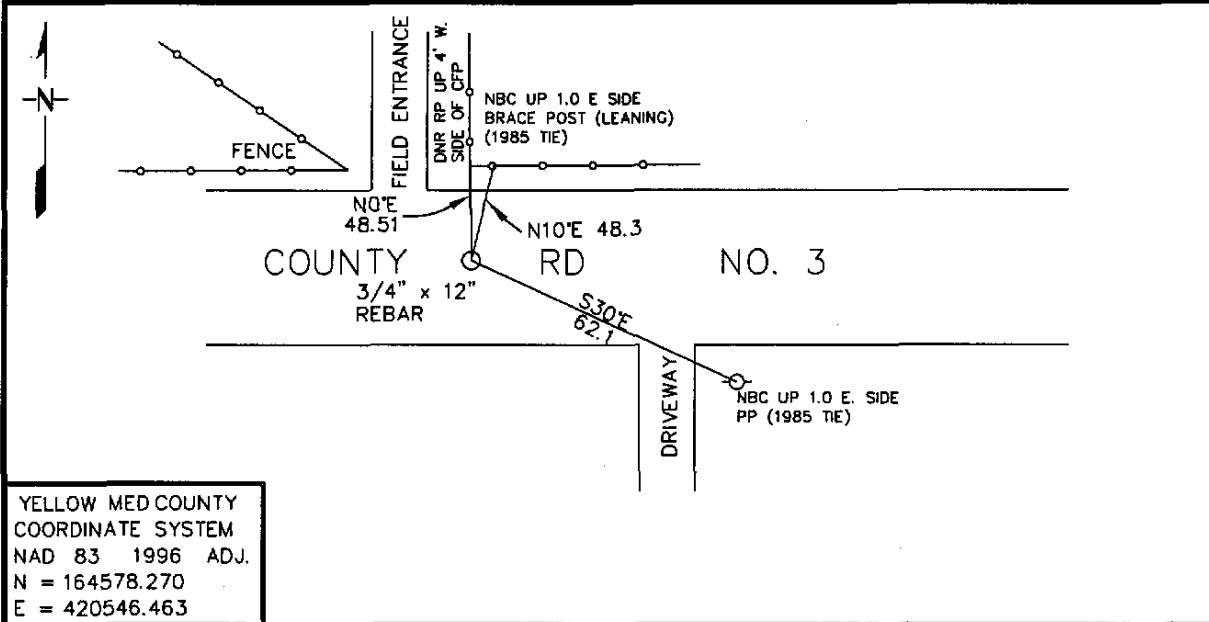 N
FENCE
FIELD ENTRANCE
DNR RP UP 4' W.
SIDE OF CFP
NBC UP 1.0 E SIDE
BRACE POST (LEANING)
(1985 TIE)
N0°E
48.51
N10°E 48.3
COUNTY RD NO. 3
3/4" x 12"
REBAR
S30°E
62.1
DRIVEWAY
NBC UP 1.0 E. SIDE
PP (1985 TIE)
YELLOW MED COUNTY
COORDINATE SYSTEM
NAD 83 1996 ADJ.
N = 164578.270
E = 420546.463